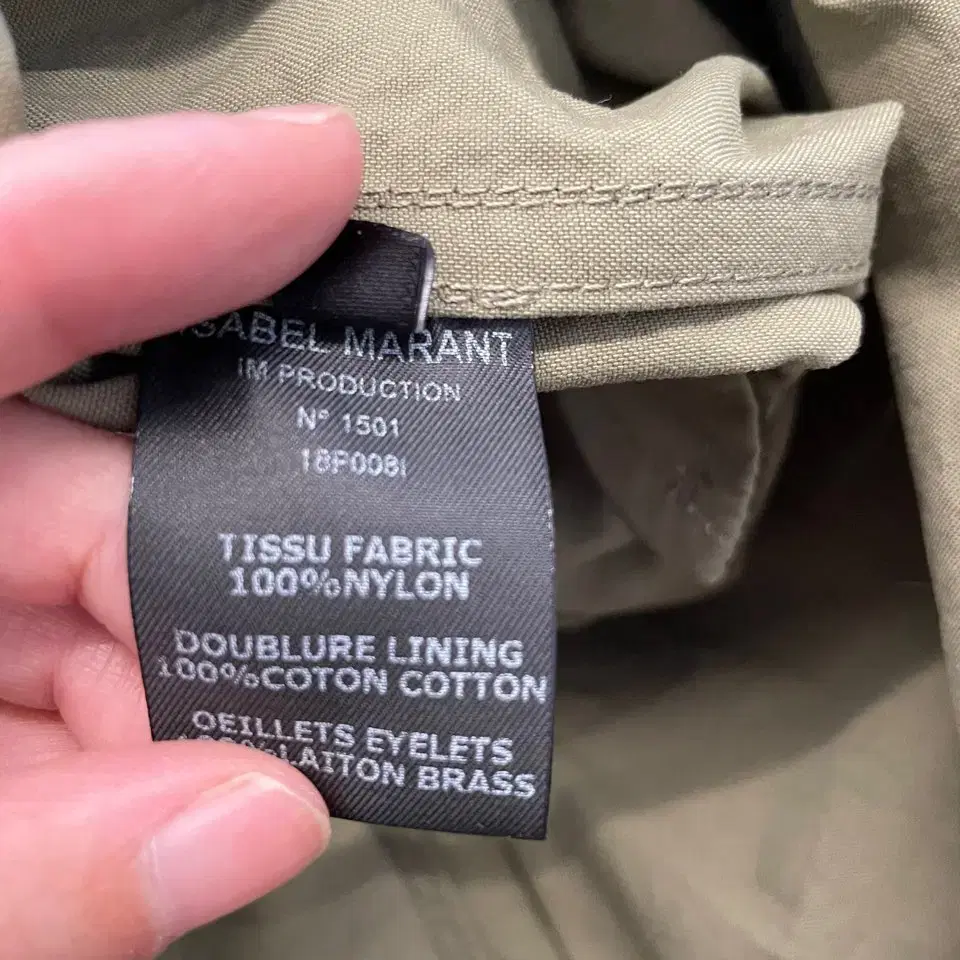 ISABEL MARANT
IM PRODUCTION
N° 1501
18F008I
TISSU FABRIC
100%NYLON
DOUBLURE LINING
100%COTON COTTON
OEILLETS EYELETS
LAITON BRASS